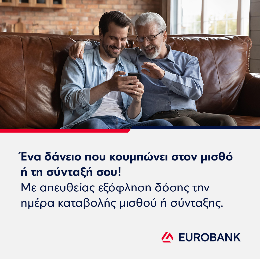 Ένα δάνειο που κουμπώνει στον μισθό
ή τη σύνταξή σου!
Με απευθείας εξόφληση δόσης την
ημέρα καταβολής μισθού ή σύνταξης.
EUROBANK